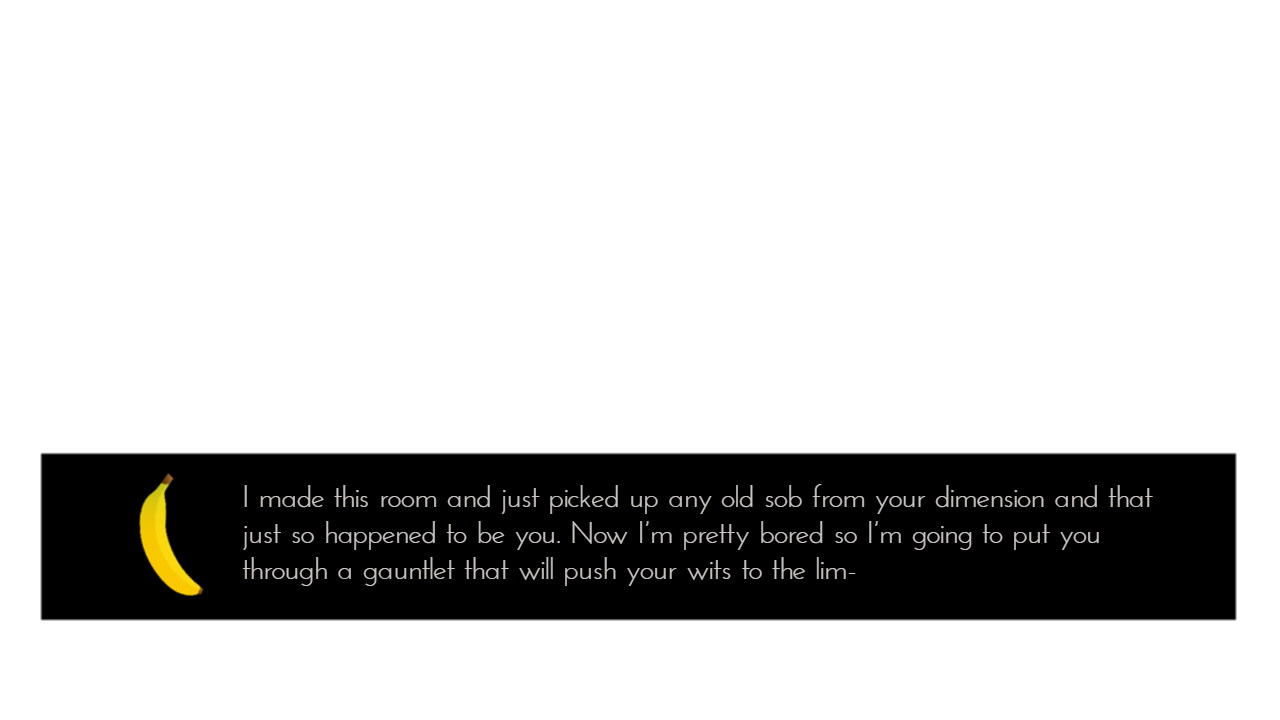 I made this room and just picked up any old sob from your dimension and that
just so happened to be you. Now I'm pretty bored so I'm going to put you
through a gauntlet that will push your wits to the lim-